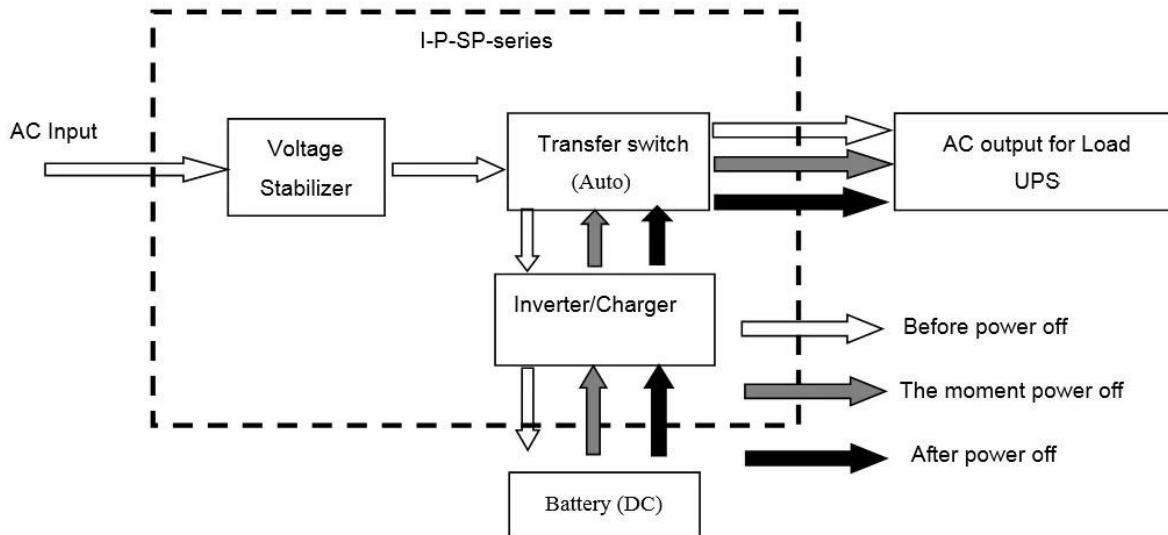 I-P-SP-series
AC Input
Voltage
Stabilizer
Transfer switch
(Auto)
AC output for Load
UPS
Inverter/Charger
Before power off
The moment power off
After power off
Battery (DC)